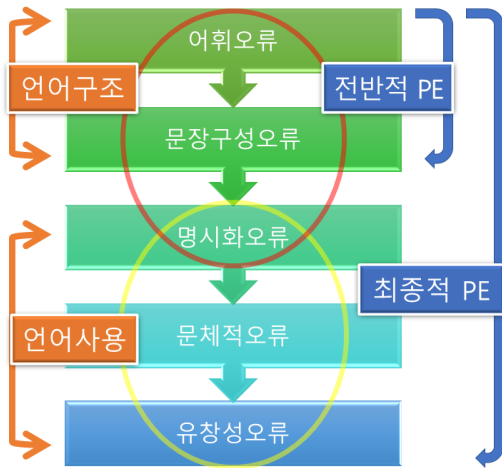 어휘오류
언어구조
전반적 PE
문장구성오류
명시화오류
최종적 PE
언어사용
문체적오류
유창성오류